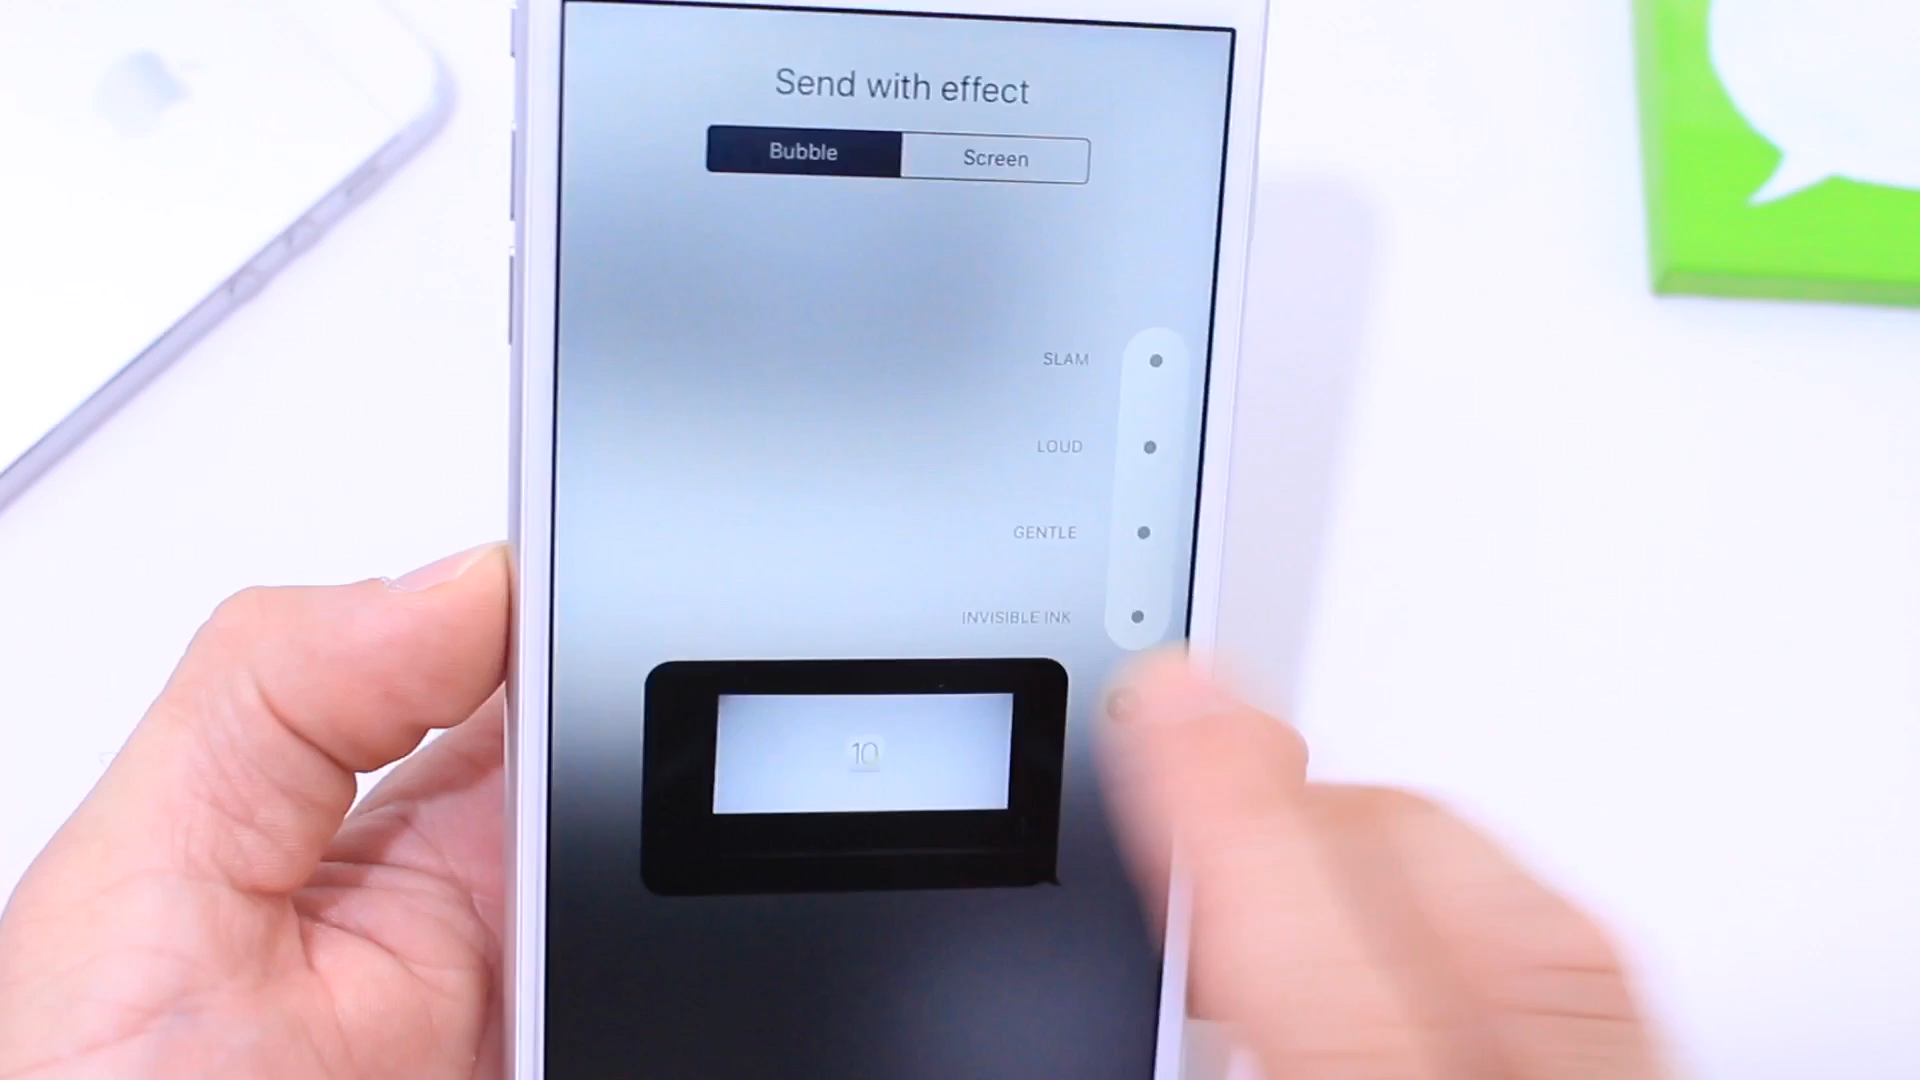 Send with effect
Bubble Screen
SLAM
LOUD
GENTLE
INVISIBLE INK
10